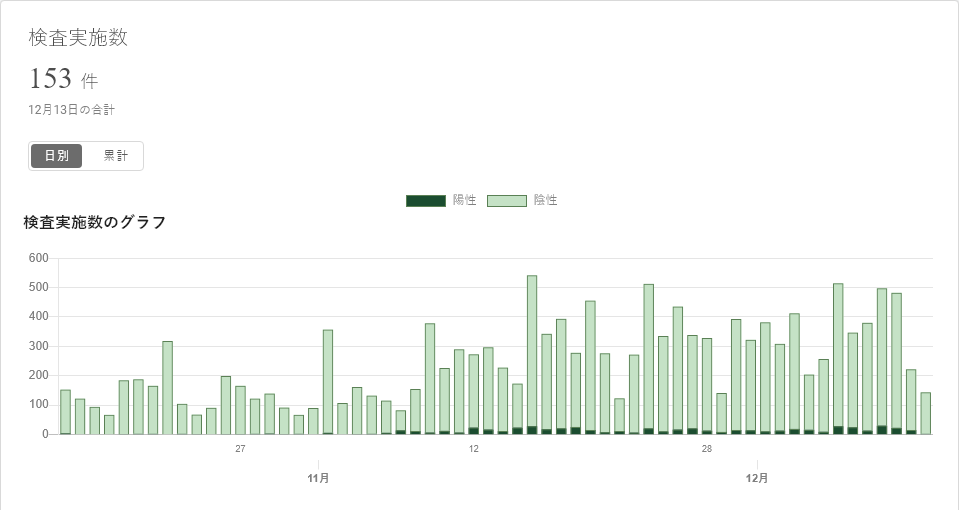 検査実施数
153 件
12月13日の合計
日別 累計
陽性 陰性
検査実施数のグラフ
600
500
400
300
200
100
0
27 12 28
11月 12月